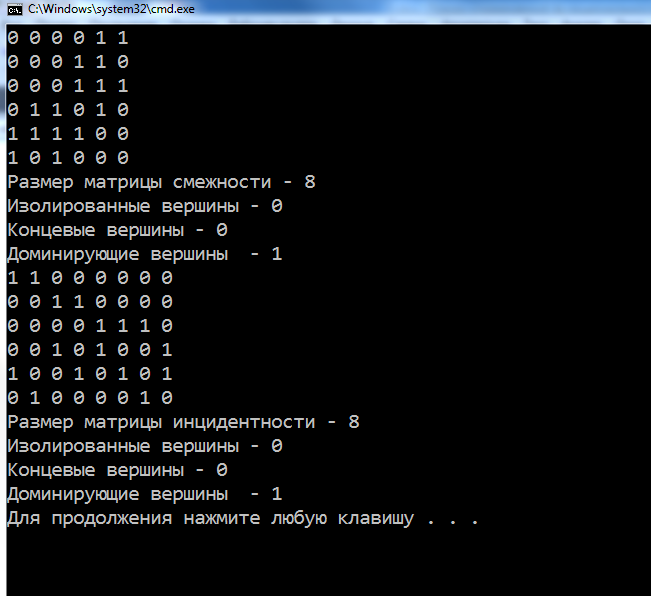 C:\Windows\system32\cmd.exe
0 0 0 0 1 1
0 0 0 1 1 0
0 0 0 1 1 1
0 1 1 0 1 0
1 1 1 1 0 0
1 0 1 0 0 0
Размер матрицы смежности - 8
Изолированные вершины - 0
Концевые вершины - 0
Доминирующие вершины  - 1
1 1 0 0 0 0 0 0
0 0 1 1 0 0 0 0
0 0 0 0 1 1 1 0
0 0 1 0 1 0 0 1
1 0 0 1 0 1 0 1
0 1 0 0 0 0 1 0
Размер матрицы инцидентности - 8
Изолированные вершины - 0
Концевые вершины - 0
Доминирующие вершины  - 1
Для продолжения нажмите любую клавишу . . .